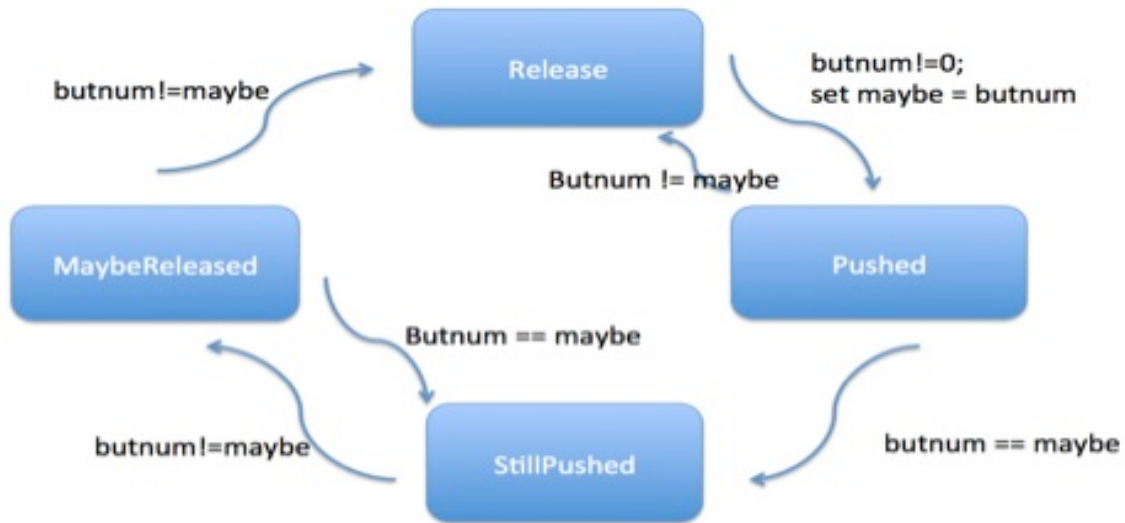 Release
butnum!=0;
set maybe = butnum
butnum!=maybe
Butnum != maybe
MaybeReleased
Pushed
Butnum == maybe
butnum!=maybe
StillPushed
butnum == maybe